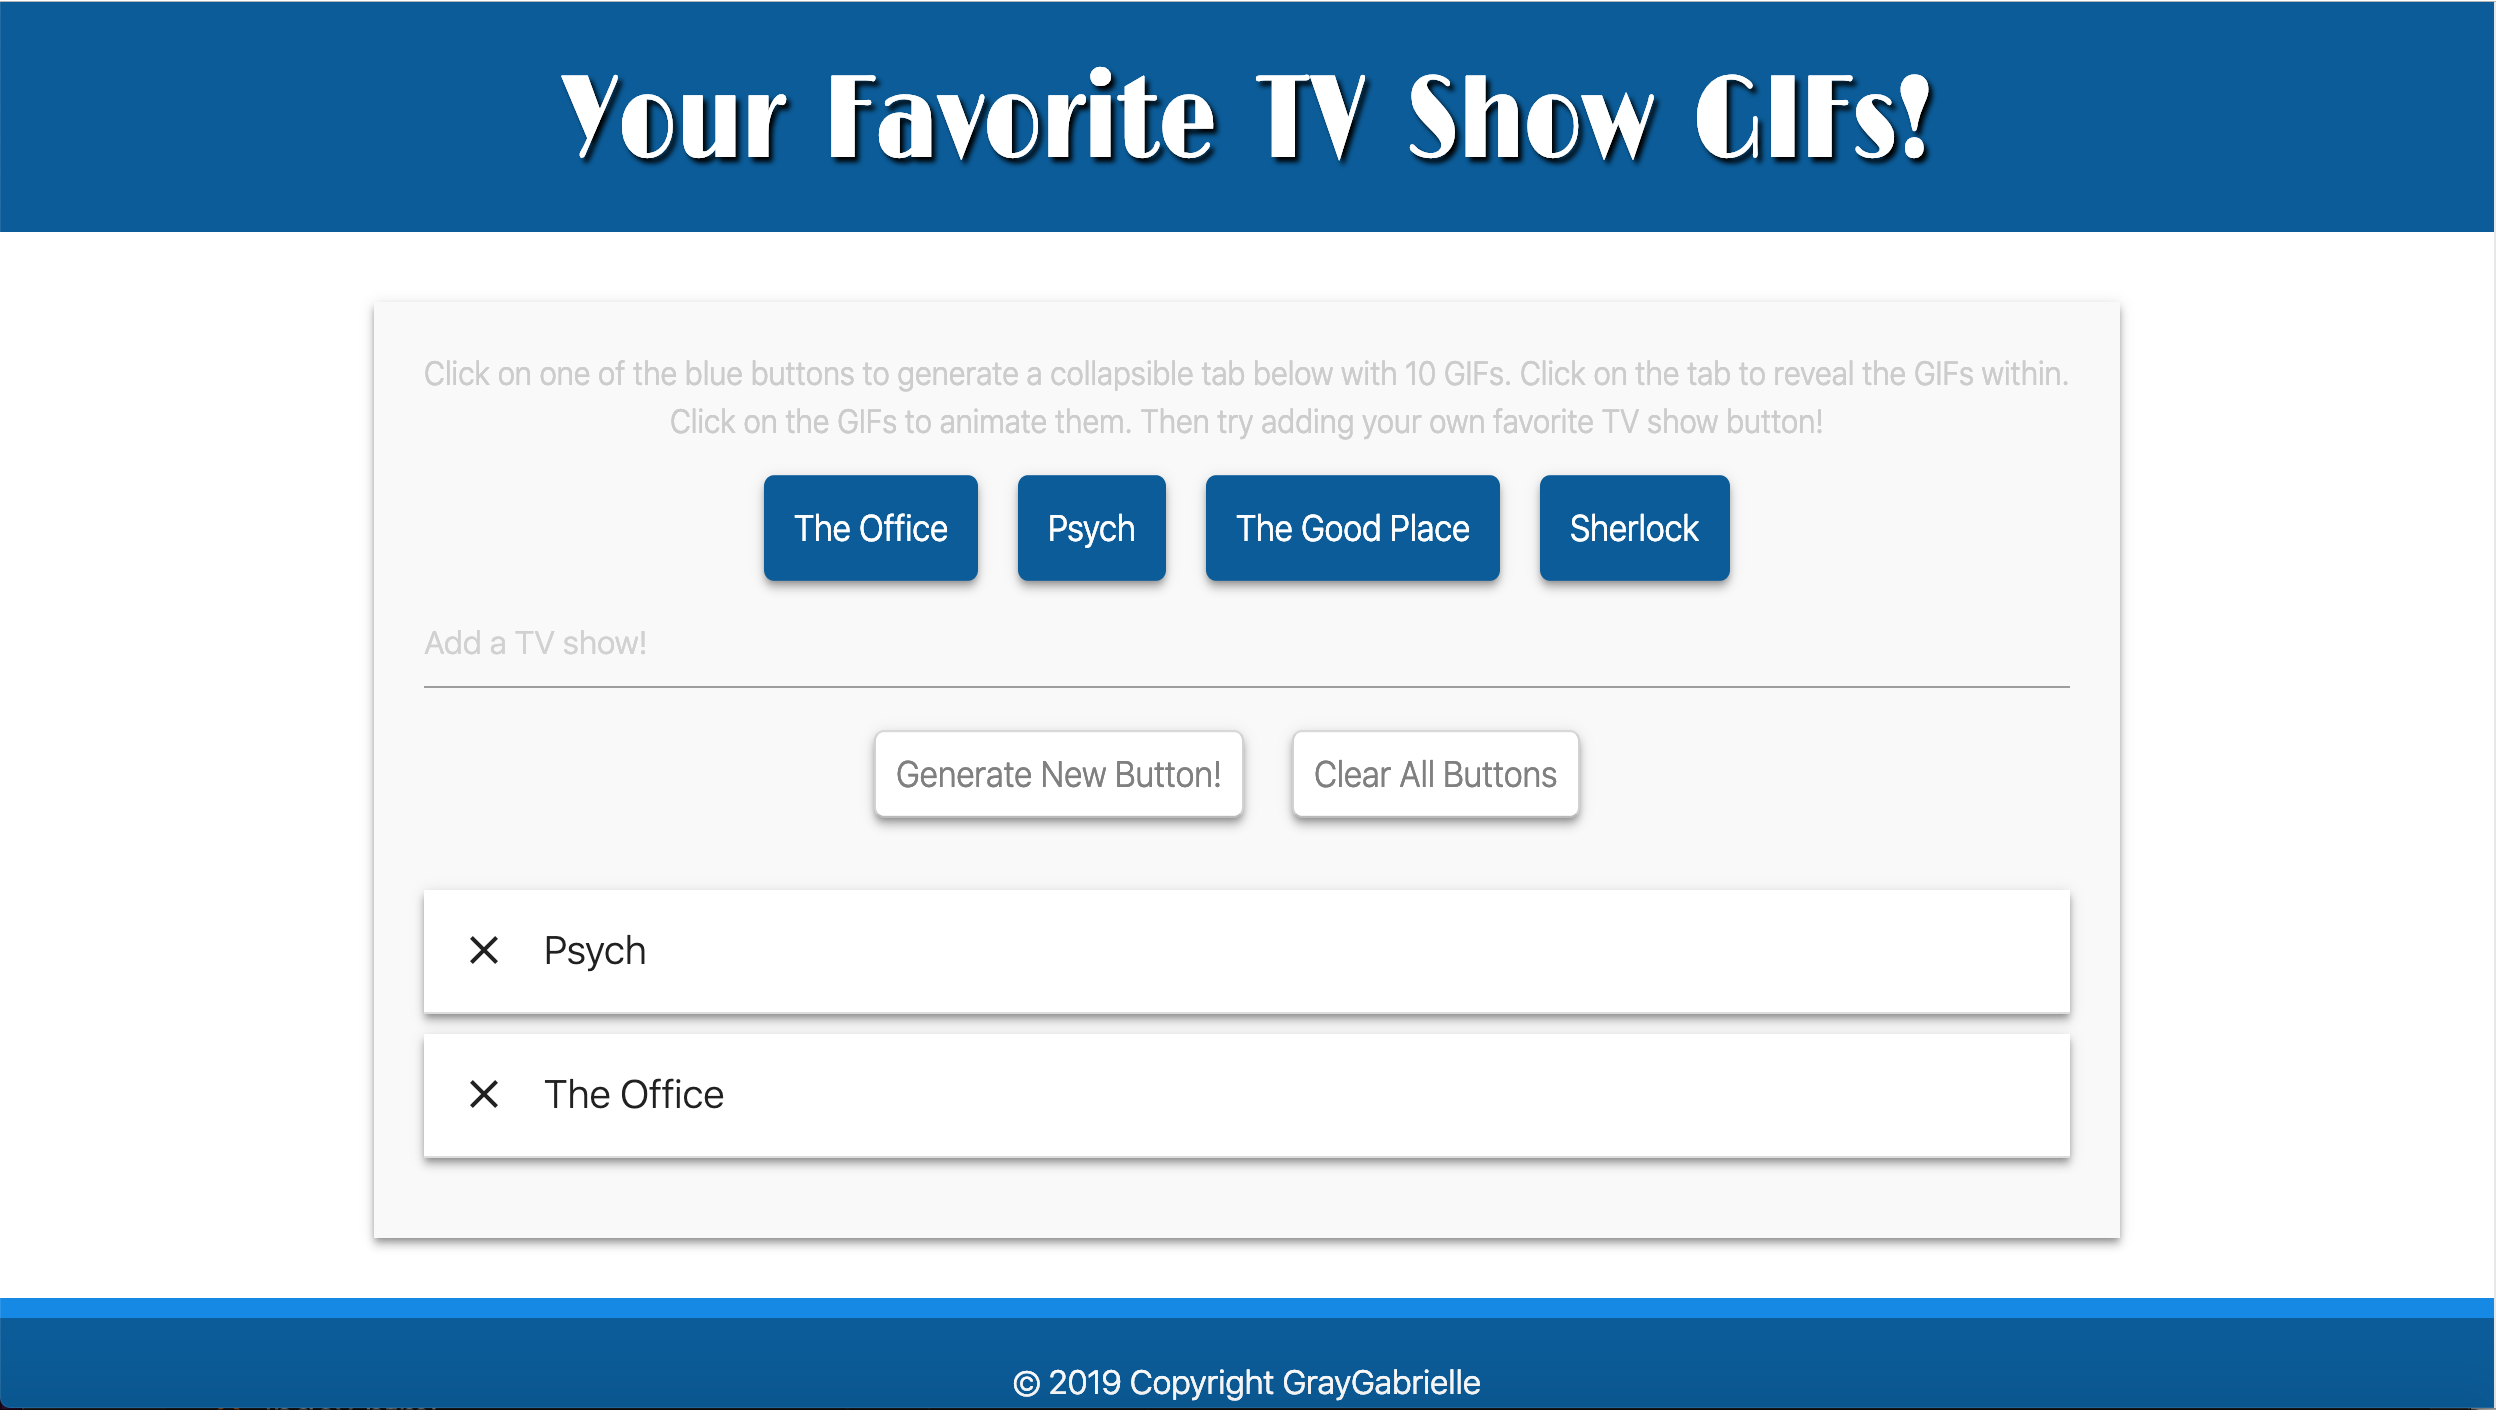 Your Favorite TV Show GIFs!
Click on one of the blue buttons to generate a collapsible tab below with 10 GIFs. Click on the tab to reveal the GIFs within.
Click on the GIFs to animate them. Then try adding your own favorite TV show button!
The Office Psych The Good Place Sherlock
Add a TV show!
Generate New Button! Clear All Buttons
Psych
The Office
© 2019 Copyright GrayGabrielle